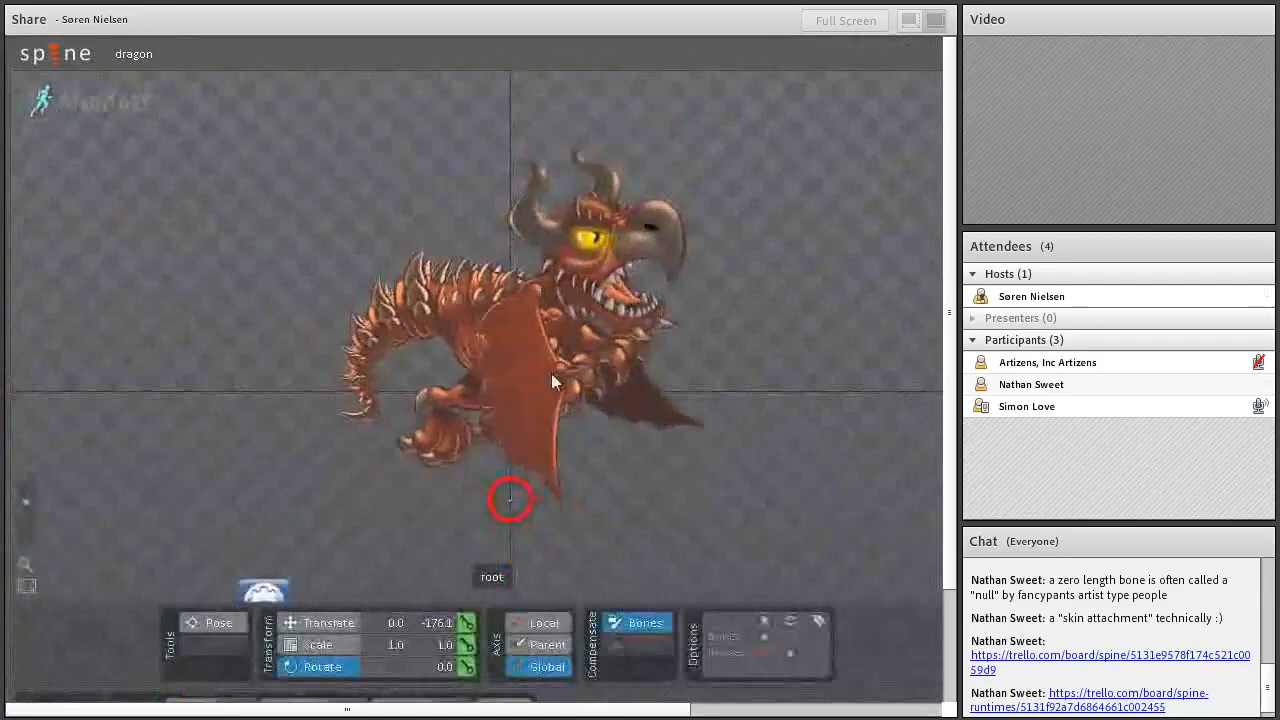 Share - Søren Nielsen
Full Screen
spine dragon
root
Tools
Pose
Transform
Translate 0.0 -176.1
Scale 1.0 1.0
Rotate 0.0
Axis
Local
Parent
Global
Compensate
Bones
Options
Video
Attendees (4)
Hosts (1)
Søren Nielsen
Presenters (0)
Participants (3)
Artizens, Inc Artizens
Nathan Sweet
Simon Love
Chat (Everyone)
Nathan Sweet: a zero length bone is often called a
"null" by fancypants artist type people
Nathan Sweet: a "skin attachment" technically :)
Nathan Sweet:
https://trello.com/board/spine/5131e9578f174c521c00
59d9
Nathan Sweet: https://trello.com/board/spine-
runtimes/5131f92a7d6864661c002455